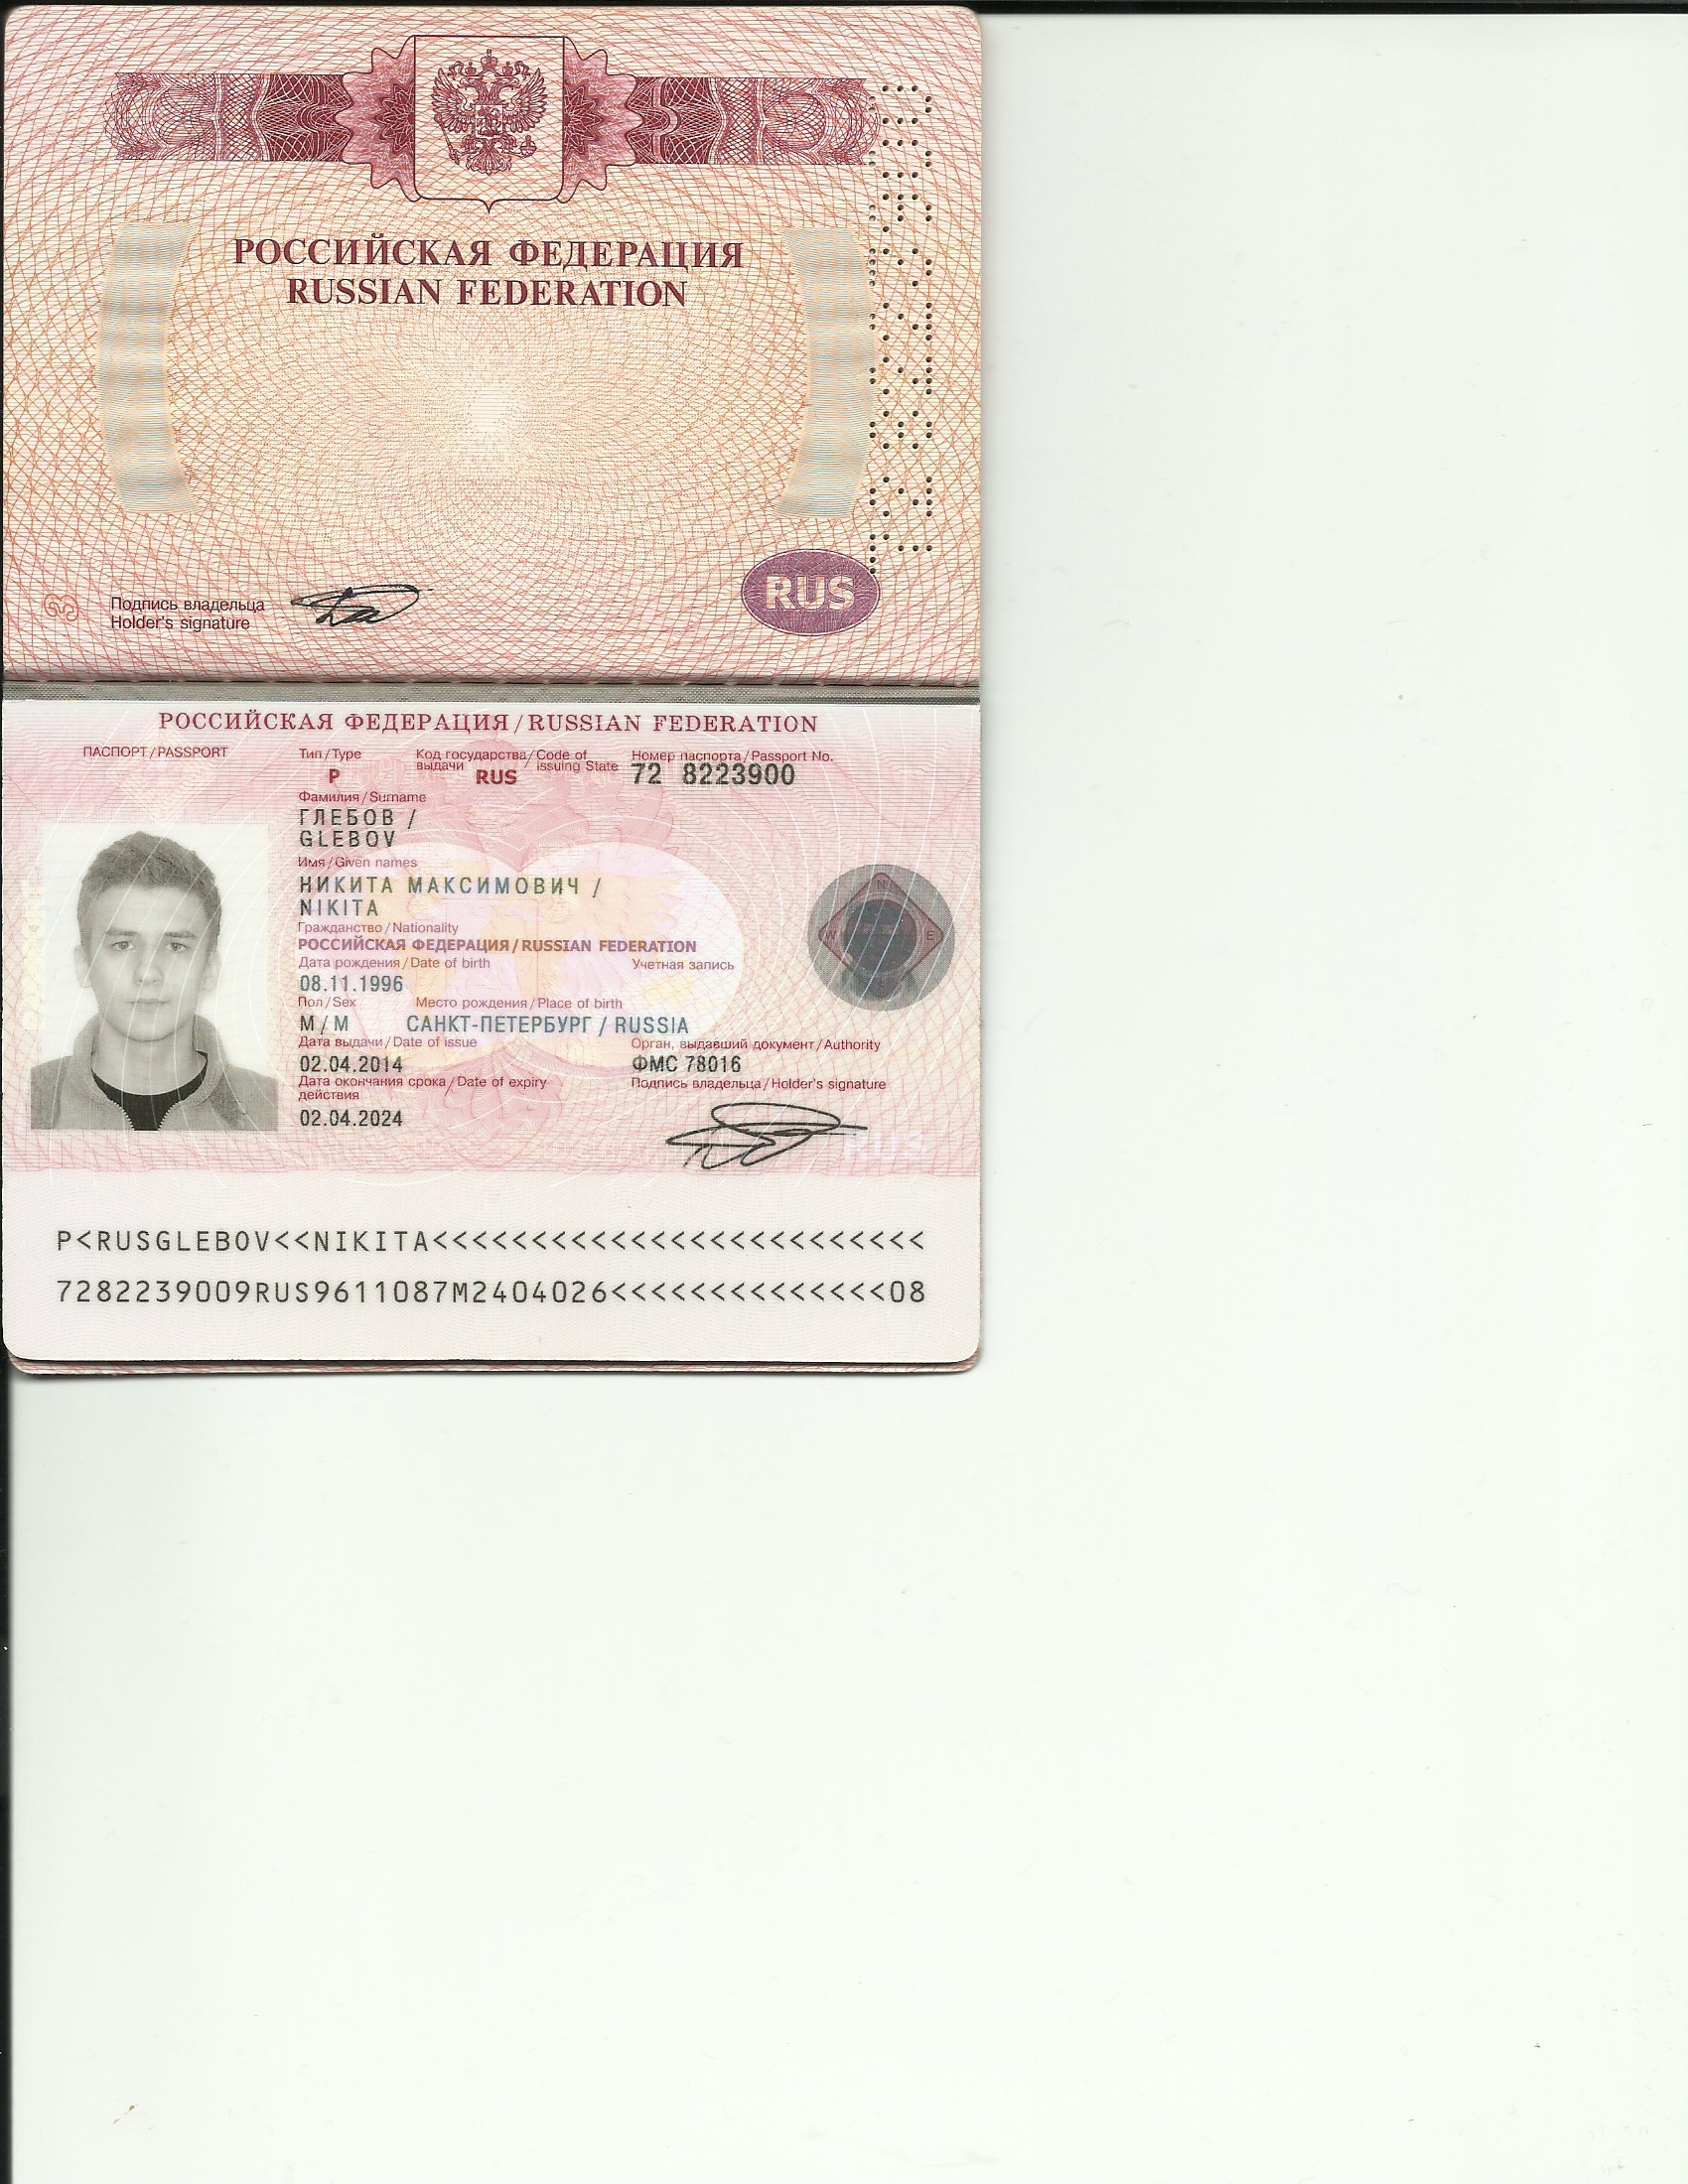 РОССИЙСКАЯ ФЕДЕРАЦИЯ
RUSSIAN FEDERATION
RUS
Подпись владельца
Holder's signature
РОССИЙСКАЯ ФЕДЕРАЦИЯ / RUSSIAN FEDERATION
ПАСПОРТ / PASSPORT
Тип / Type
Код государства / Code of
выдачи issuing State
Номер паспорта / Passport No.
P
RUS
72 8223900
Фамилия / Surname
ГЛЕБОВ /
GLEBOV
Имя / Given names
НИКИТА МАКСИМОВИЧ /
NIKITA
Гражданство / Nationality
РОССИЙСКАЯ ФЕДЕРАЦИЯ / RUSSIAN FEDERATION
Дата рождения / Date of birth
Учетная запись
08.11.1996
N
W E
Пол / Sex
Место рождения / Place of birth
М / M
САНКТ-ПЕТЕРБУРГ / RUSSIA
Дата выдачи / Date of issue
Орган, выдавший документ / Authority
02.04.2014
ФМС 78016
Дата окончания срока / Date of expiry
действия
Подпись владельца / Holder's signature
02.04.2024
RUS
P<RUSGLEBOV<<NIKITA<<<<<<<<<<<<<<<<<<<<<<<<<
7282239009RUS9611087M2404026<<<<<<<<<<<<<<08